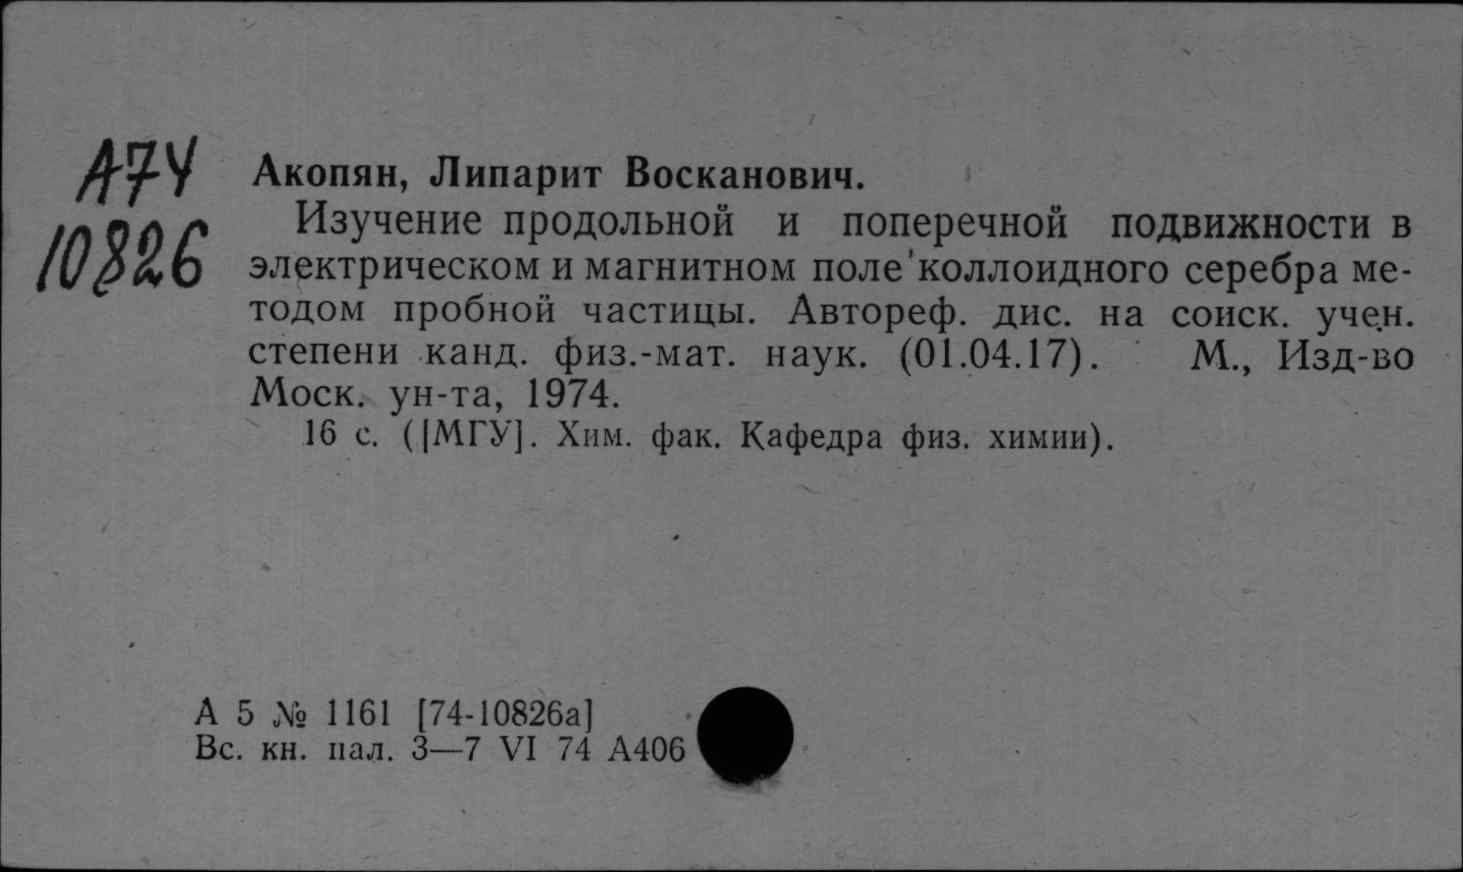 А74
10826
Акопян, Липарит Восканович.
Изучение продольной и поперечной подвижности в
электрическом и магнитном поле коллоидного серебра ме-
тодом пробной частицы. Автореф. дис. на соиск. учен.
степени канд. физ.-мат. наук. (01.04.17). М., Изд-во
Моск. ун-та, 1974.
16 с. ([МГУ]. Хим. фак. Кафедра физ. химии).
А 5 № 1161 [74-10826а]
Вс. кн. пал. 3—7 VI 74 А406